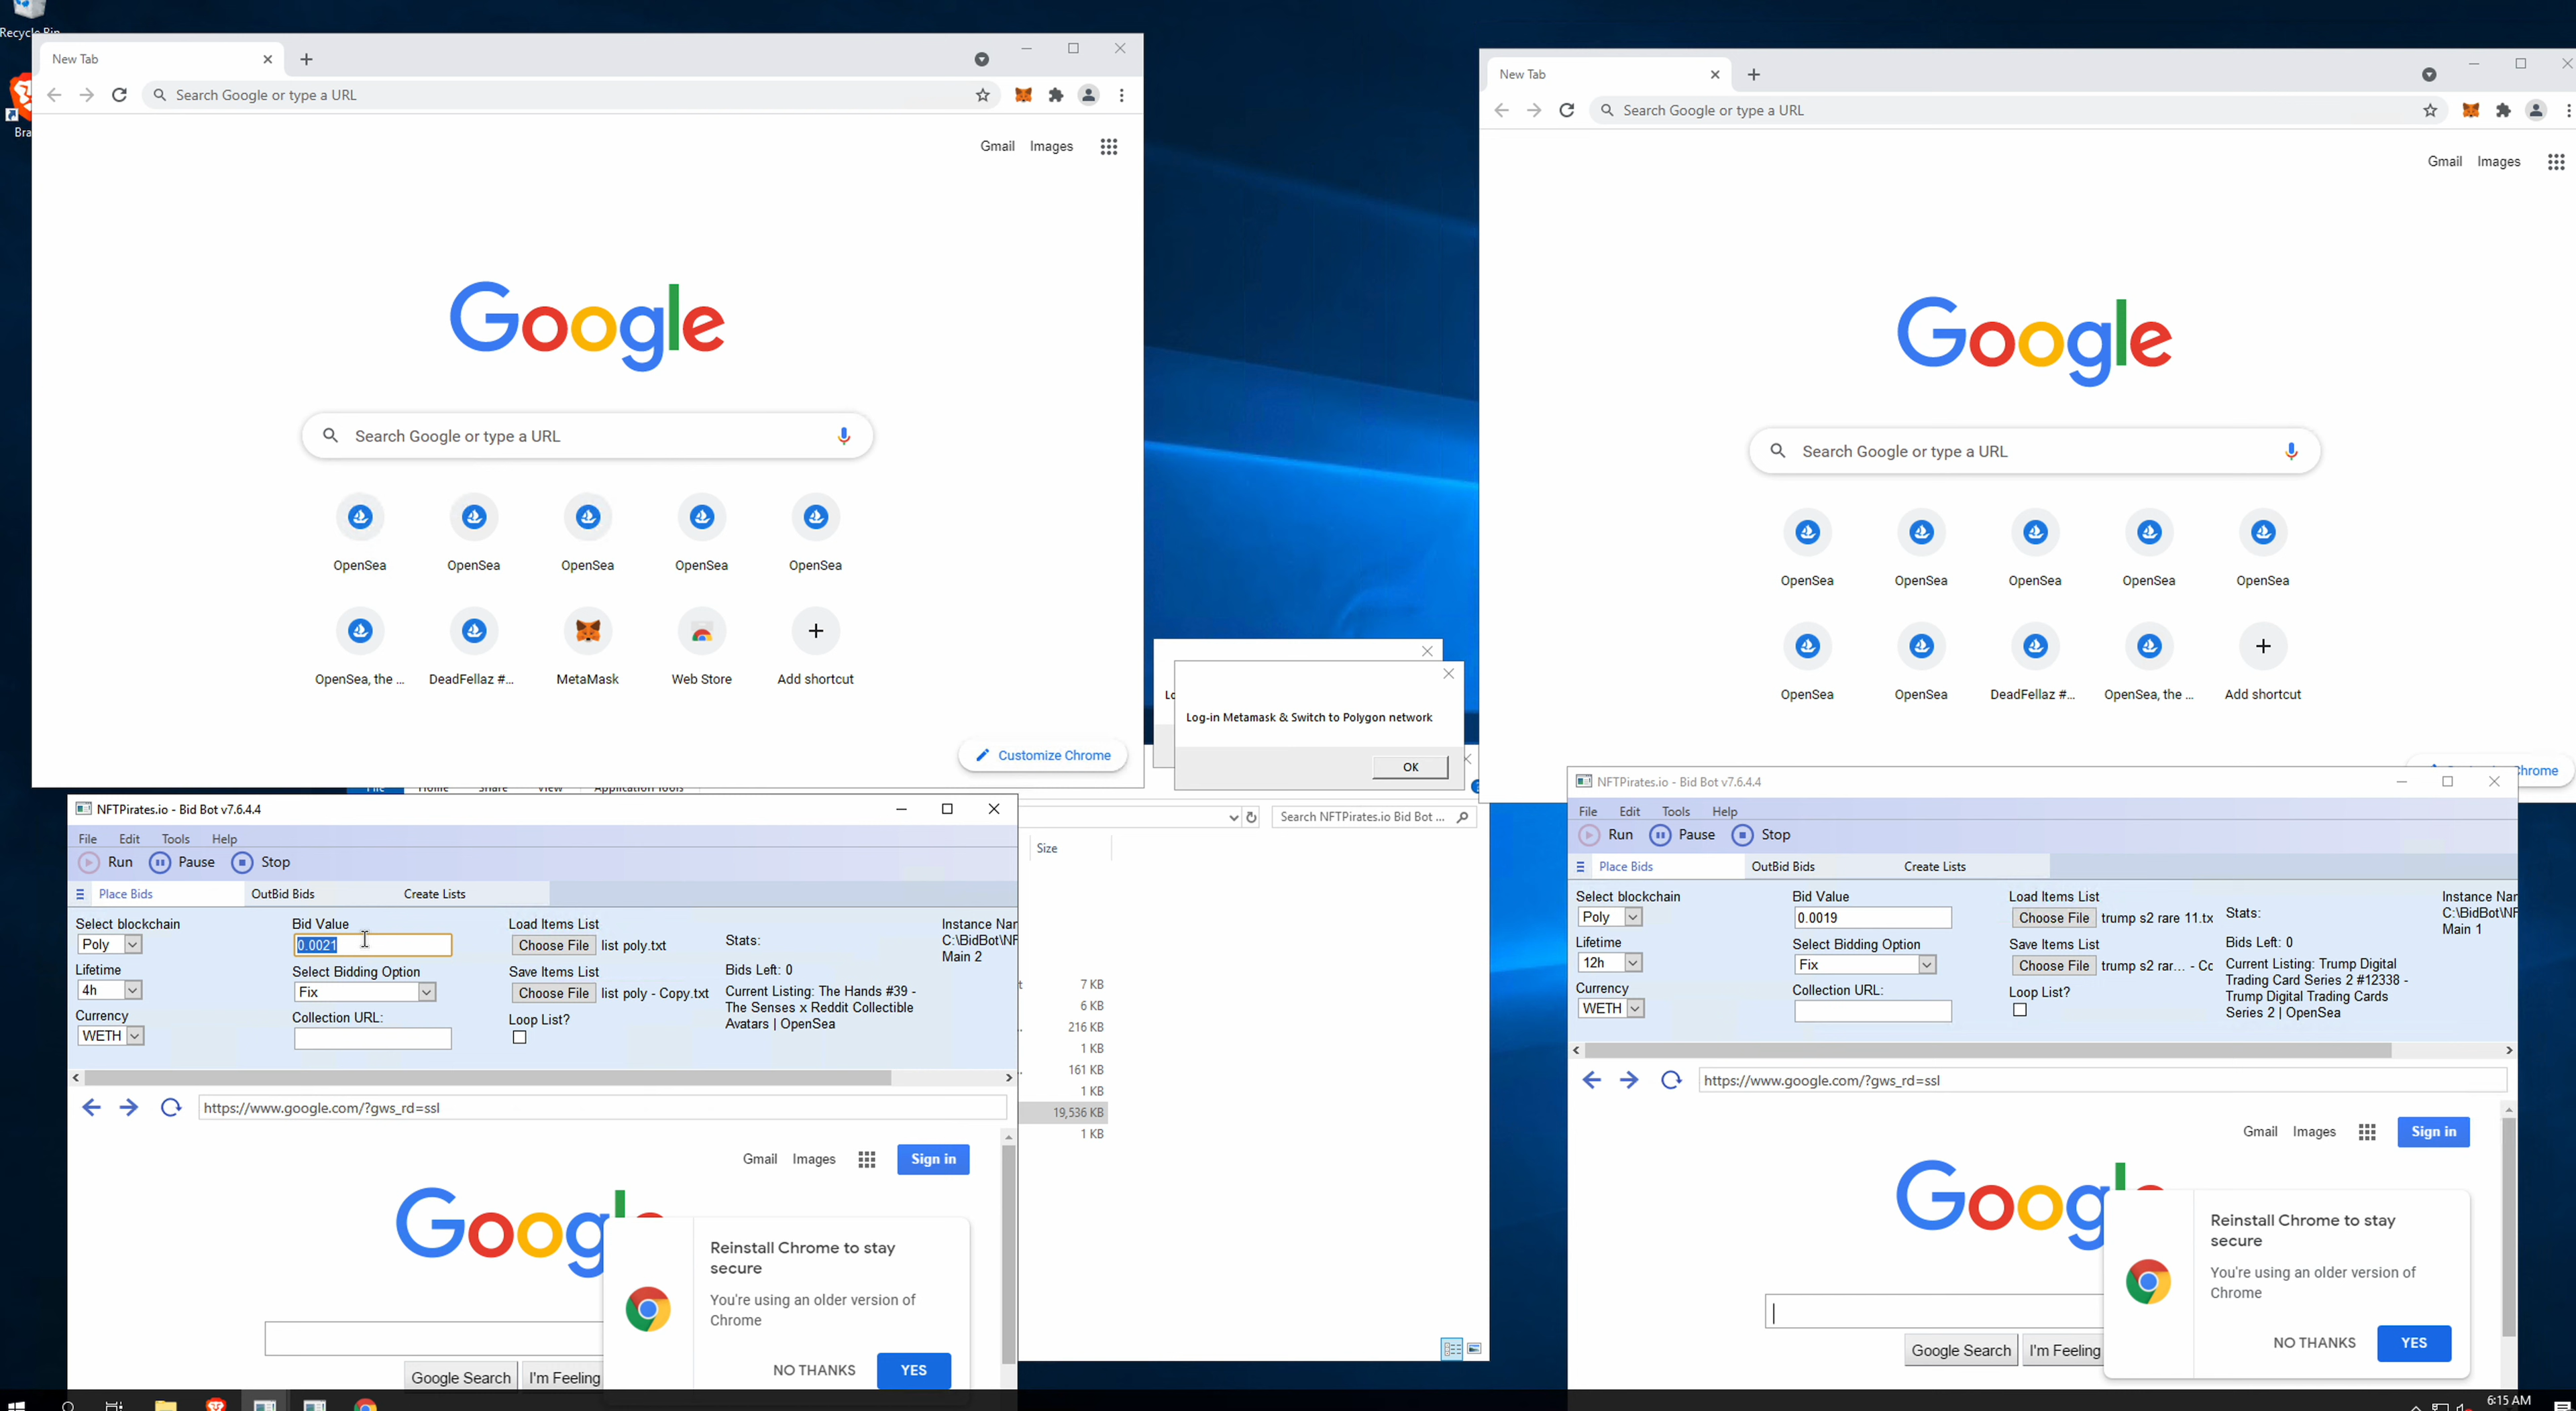 Recycle Bin
Bra
New Tab
Search Google or type a URL
Gmail Images
Google
Search Google or type a URL
OpenSea OpenSea OpenSea OpenSea OpenSea
OpenSea, the ... DeadFellaz #... MetaMask Web Store Add shortcut
Customize Chrome
New Tab
Search Google or type a URL
Gmail Images
Google
Search Google or type a URL
OpenSea OpenSea OpenSea OpenSea OpenSea
OpenSea OpenSea DeadFellaz #... OpenSea, the ... Add shortcut
Chrome
Log-in Metamask & Switch to Polygon network
OK
File Home Share View Application Tools
Search NFTPirates.io Bid Bot ...
Size
7 KB
6 KB
216 KB
1 KB
161 KB
1 KB
19,536 KB
1 KB
NFTPirates.io - Bid Bot v7.6.4.4
File Edit Tools Help
Run Pause Stop
Place Bids OutBid Bids Create Lists
Select blockchain
Poly
Lifetime
4h
Currency
WETH
Bid Value
0.0021
Select Bidding Option
Fix
Collection URL:
Load Items List
Choose File list poly.txt
Save Items List
Choose File list poly - Copy.txt
Loop List?
Stats:
Bids Left: 0
Current Listing: The Hands #39 -
The Senses x Reddit Collectible
Avatars | OpenSea
Instance Nar
C:\BidBot\NF
Main 2
https://www.google.com/?gws_rd=ssl
Gmail Images Sign in
Google
Reinstall Chrome to stay
secure
You're using an older version of
Chrome
NO THANKS YES
Google Search I'm Feeling
NFTPirates.io - Bid Bot v7.6.4.4
File Edit Tools Help
Run Pause Stop
Place Bids OutBid Bids Create Lists
Select blockchain
Poly
Lifetime
12h
Currency
WETH
Bid Value
0.0019
Select Bidding Option
Fix
Collection URL:
Load Items List
Choose File trump s2 rare 11.tx
Save Items List
Choose File trump s2 rar... - Cc
Loop List?
Stats:
Bids Left: 0
Current Listing: Trump Digital
Trading Card Series 2 #12338 -
Trump Digital Trading Cards
Series 2 | OpenSea
Instance Nar
C:\BidBot\NF
Main 1
https://www.google.com/?gws_rd=ssl
Gmail Images Sign in
Google
Reinstall Chrome to stay
secure
You're using an older version of
Chrome
NO THANKS YES
Google Search I'm Feeling
6:15 AM